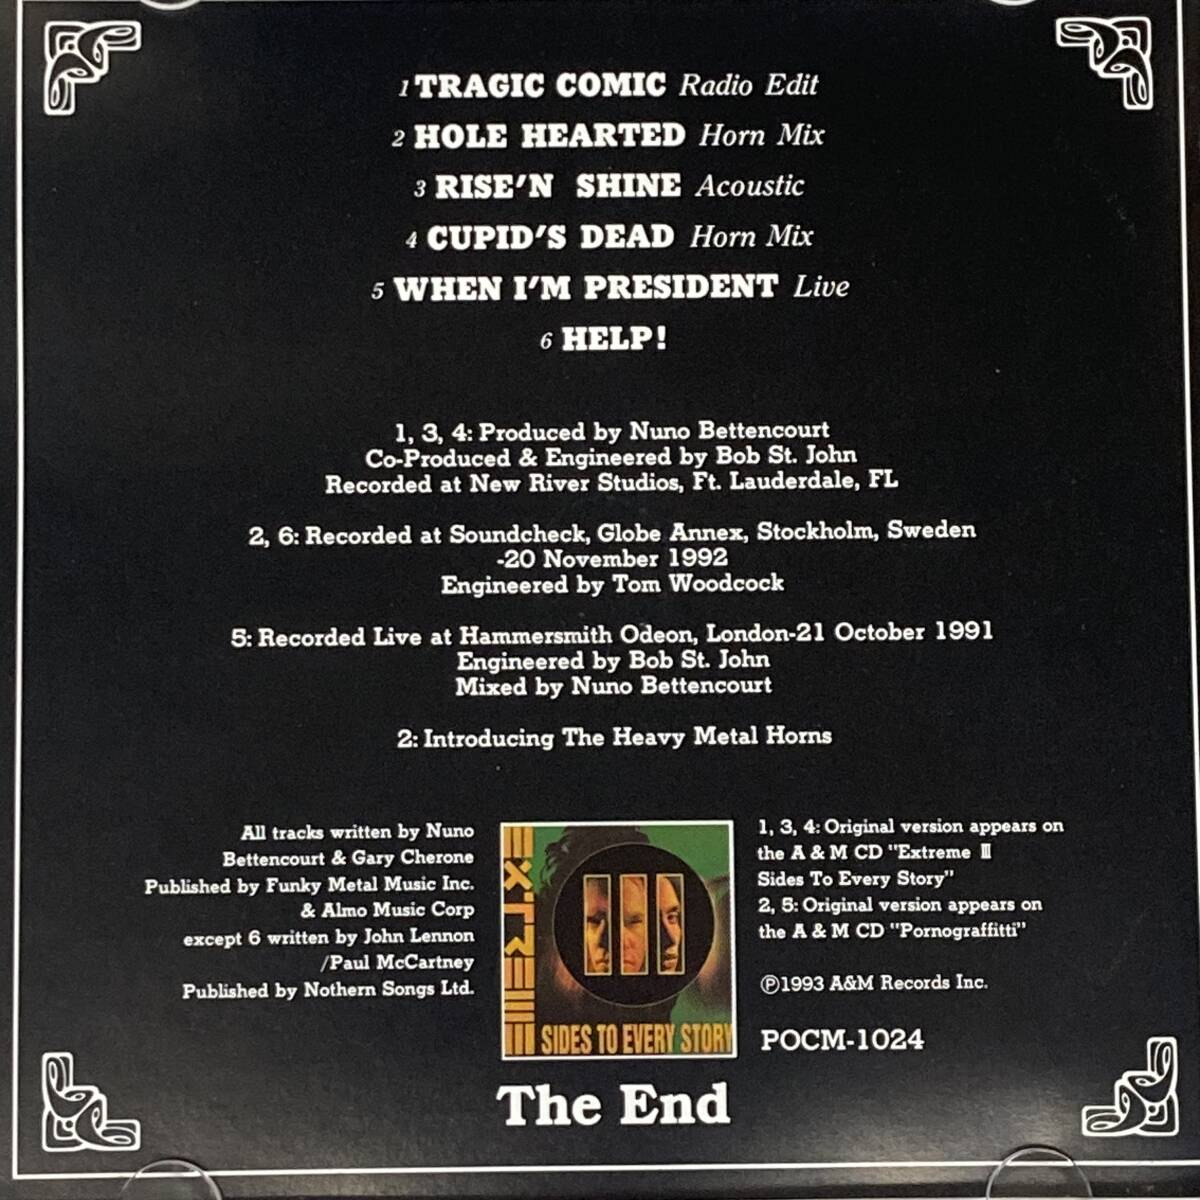 1 TRAGIC COMIC Radio Edit
2 HOLE HEARTED Horn Mix
3 RISE'N SHINE Acoustic
4 CUPID'S DEAD Horn Mix
5 WHEN I'M PRESIDENT Live
6 HELP!
1, 3, 4: Produced by Nuno Bettencourt
Co-Produced & Engineered by Bob St. John
Recorded at New River Studios, Ft. Lauderdale, FL
2, 6: Recorded at Soundcheck, Globe Annex, Stockholm, Sweden
-20 November 1992
Engineered by Tom Woodcock
5: Recorded Live at Hammersmith Odeon, London-21 October 1991
Engineered by Bob St. John
Mixed by Nuno Bettencourt
2: Introducing The Heavy Metal Horns
All tracks written by Nuno
Bettencourt & Gary Cherone
Published by Funky Metal Music Inc.
& Almo Music Corp
except 6 written by John Lennon
/Paul McCartney
Published by Nothern Songs Ltd.
EXTREME
III
III SIDES TO EVERY STORY
1, 3, 4: Original version appears on
the A & M CD "Extreme Ⅲ
Sides To Every Story"
2, 5: Original version appears on
the A & M CD "Pornograffitti"
Ⓟ1993 A&M Records Inc.
POCM-1024
The End